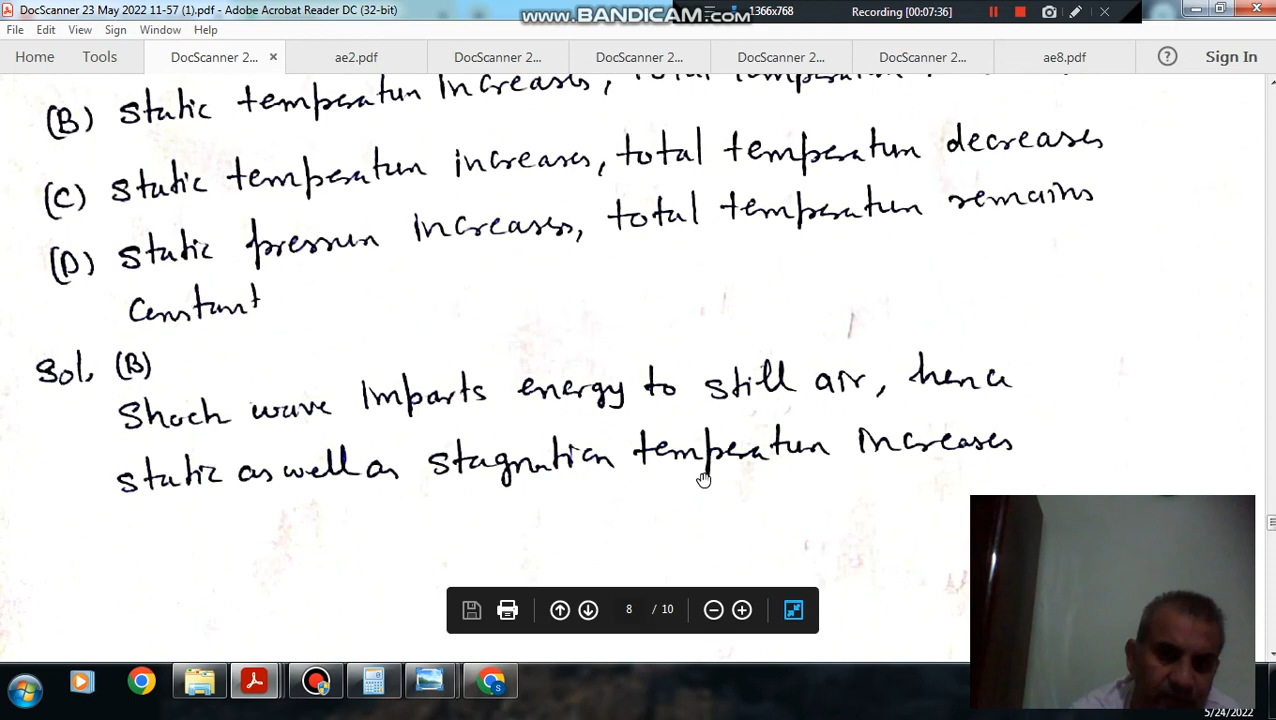 DocScanner 23 May 2022 11-57 (1).pdf - Adobe Acrobat Reader DC (32-bit)
www.BANDICAM.com
1366x768
Recording [00:07:36]
File Edit View Sign Window Help
Home Tools DocScanner 2... × ae2.pdf DocScanner 2... DocScanner 2... DocScanner 2... DocScanner 2... ae8.pdf Sign In
(B) Static temperature increases, total temperature
(C) Static temperature increases, total temperature decreases
(D) Static pressure increases, total temperature remains
Constant
Sol. (B)
Shock wave imparts energy to still air, hence
static as well as stagnation temperature increases
8 / 10
5/24/2022